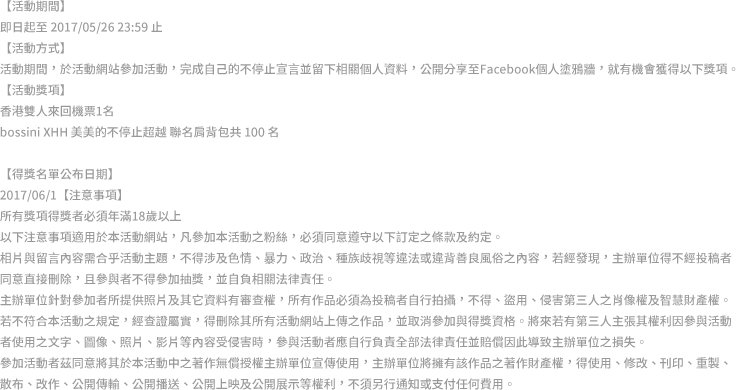 【活動期間】
即日起至 2017/05/26 23:59 止
【活動方式】
活動期間，於活動網站參加活動，完成自己的不停止宣言並留下相關個人資料，公開分享至Facebook個人塗鴉牆，就有機會獲得以下獎項。
【活動獎項】
香港雙人來回機票1名
bossini XHH 美美的不停止超越 聯名肩背包共 100 名
【得獎名單公布日期】
2017/06/1【注意事項】
所有獎項得獎者必須年滿18歲以上
以下注意事項適用於本活動網站，凡參加本活動之粉絲，必須同意遵守以下訂定之條款及約定。
相片與留言內容需合乎活動主題，不得涉及色情、暴力、政治、種族歧視等違法或違背善良風俗之內容，若經發現，主辦單位得不經投稿者
同意直接刪除，且參與者不得參加抽獎，並自負相關法律責任。
主辦單位針對參加者所提供照片及其它資料有審查權，所有作品必須為投稿者自行拍攝，不得、盜用、侵害第三人之肖像權及智慧財產權。
若不符合本活動之規定，經查證屬實，得刪除其所有活動網站上傳之作品，並取消參加與得獎資格。將來若有第三人主張其權利因參與活動
者使用之文字、圖像、照片、影片等內容受侵害時，參與活動者應自行負責全部法律責任並賠償因此導致主辦單位之損失。
參加活動者茲同意將其於本活動中之著作無償授權主辦單位宣傳使用，主辦單位將擁有該作品之著作財產權，得使用、修改、刊印、重製、
散布、改作、公開傳輸、公開播送、公開上映及公開展示等權利，不須另行通知或支付任何費用。